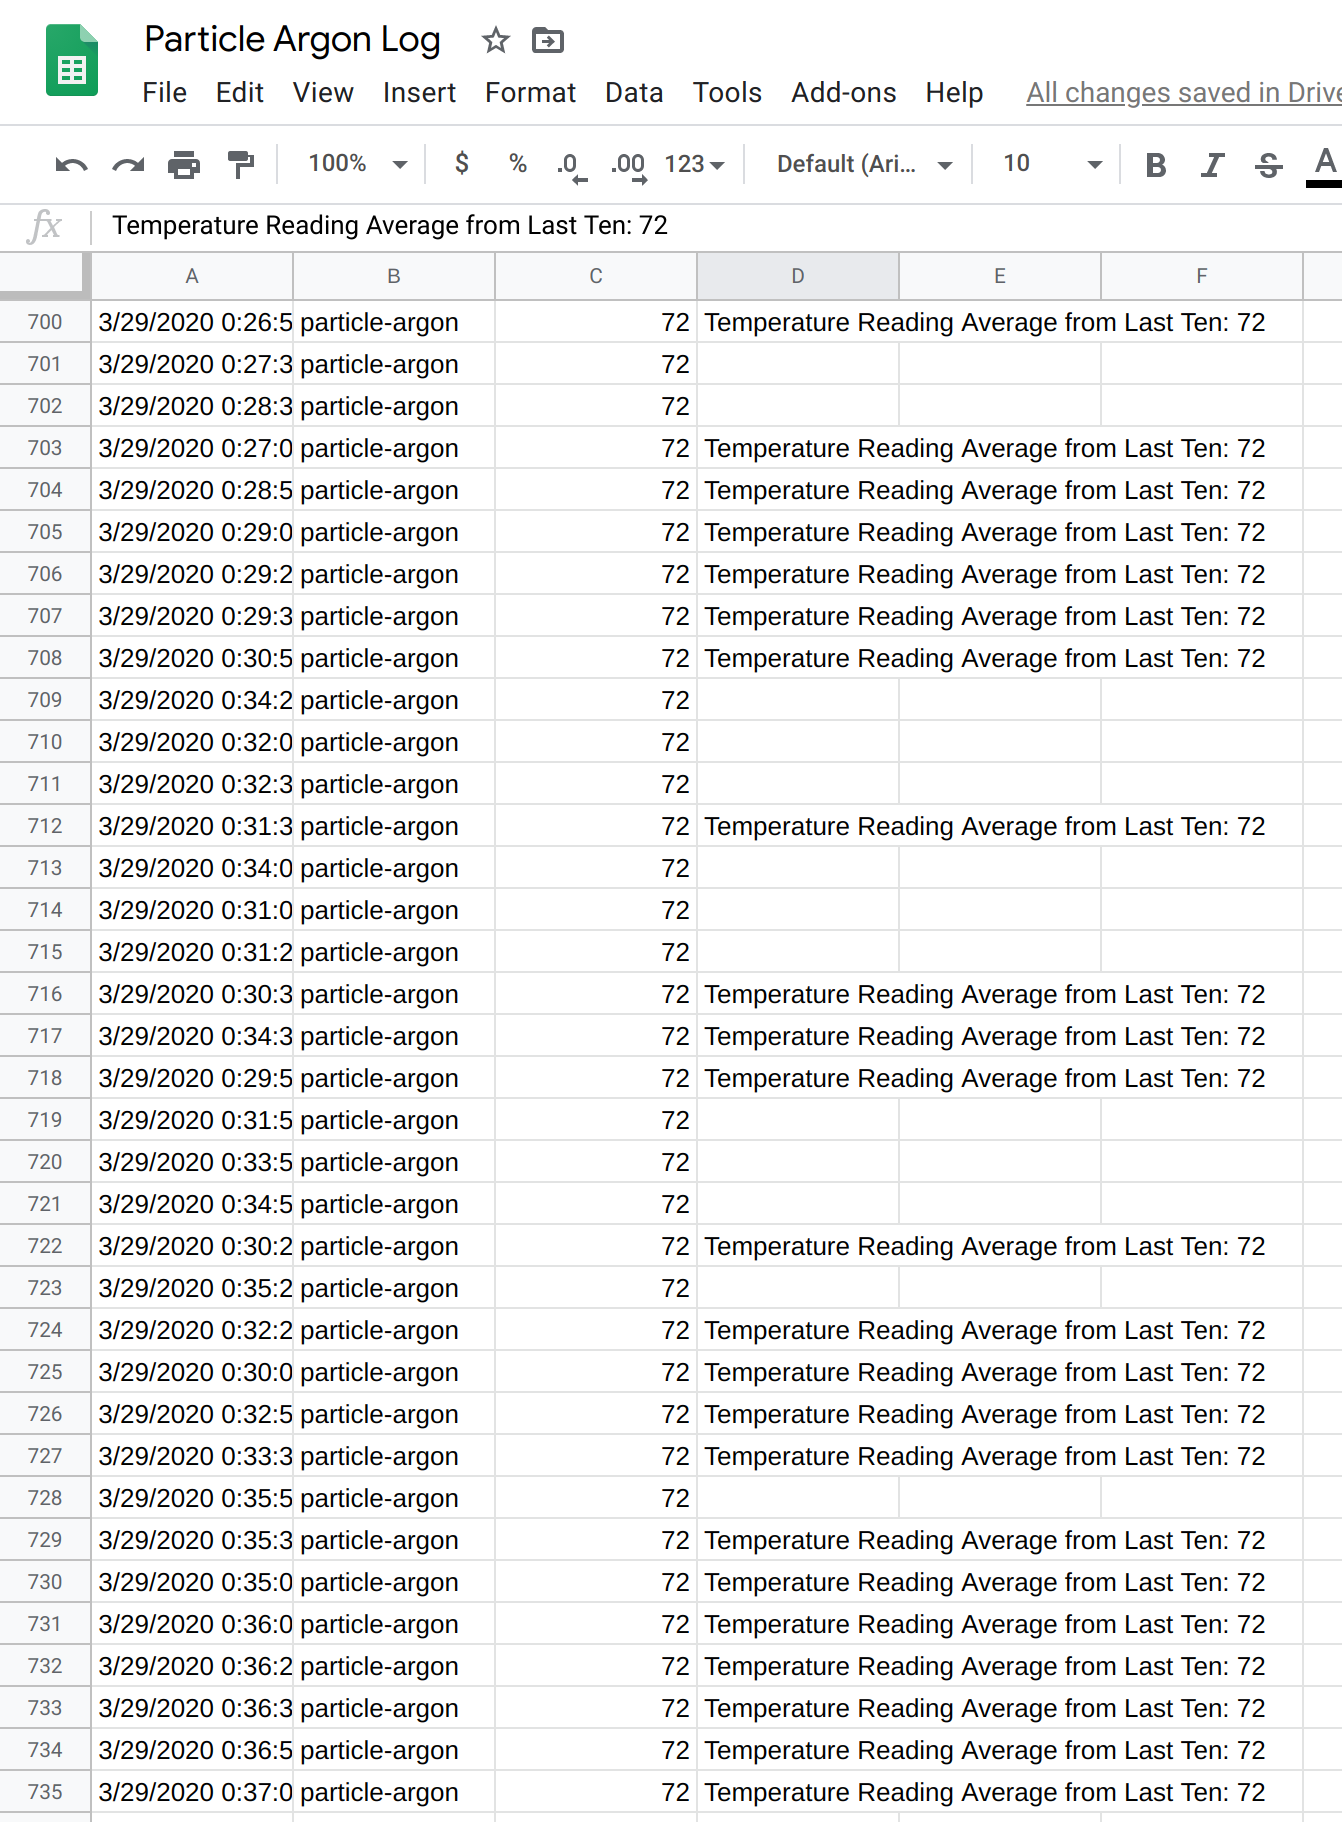 Particle Argon Log
File Edit View Insert Format Data Tools Add-ons Help All changes saved in Drive
100% $ % .0 .00 123 Default (Ari... 10 B I S A
fx Temperature Reading Average from Last Ten: 72
A B C D E F
700 3/29/2020 0:26:5 particle-argon 72 Temperature Reading Average from Last Ten: 72
701 3/29/2020 0:27:3 particle-argon 72
702 3/29/2020 0:28:3 particle-argon 72
703 3/29/2020 0:27:0 particle-argon 72 Temperature Reading Average from Last Ten: 72
704 3/29/2020 0:28:5 particle-argon 72 Temperature Reading Average from Last Ten: 72
705 3/29/2020 0:29:0 particle-argon 72 Temperature Reading Average from Last Ten: 72
706 3/29/2020 0:29:2 particle-argon 72 Temperature Reading Average from Last Ten: 72
707 3/29/2020 0:29:3 particle-argon 72 Temperature Reading Average from Last Ten: 72
708 3/29/2020 0:30:5 particle-argon 72 Temperature Reading Average from Last Ten: 72
709 3/29/2020 0:34:2 particle-argon 72
710 3/29/2020 0:32:0 particle-argon 72
711 3/29/2020 0:32:3 particle-argon 72
712 3/29/2020 0:31:3 particle-argon 72 Temperature Reading Average from Last Ten: 72
713 3/29/2020 0:34:0 particle-argon 72
714 3/29/2020 0:31:0 particle-argon 72
715 3/29/2020 0:31:2 particle-argon 72
716 3/29/2020 0:30:3 particle-argon 72 Temperature Reading Average from Last Ten: 72
717 3/29/2020 0:34:3 particle-argon 72 Temperature Reading Average from Last Ten: 72
718 3/29/2020 0:29:5 particle-argon 72 Temperature Reading Average from Last Ten: 72
719 3/29/2020 0:31:5 particle-argon 72
720 3/29/2020 0:33:5 particle-argon 72
721 3/29/2020 0:34:5 particle-argon 72
722 3/29/2020 0:30:2 particle-argon 72 Temperature Reading Average from Last Ten: 72
723 3/29/2020 0:35:2 particle-argon 72
724 3/29/2020 0:32:2 particle-argon 72 Temperature Reading Average from Last Ten: 72
725 3/29/2020 0:30:0 particle-argon 72 Temperature Reading Average from Last Ten: 72
726 3/29/2020 0:32:5 particle-argon 72 Temperature Reading Average from Last Ten: 72
727 3/29/2020 0:33:3 particle-argon 72 Temperature Reading Average from Last Ten: 72
728 3/29/2020 0:35:5 particle-argon 72
729 3/29/2020 0:35:3 particle-argon 72 Temperature Reading Average from Last Ten: 72
730 3/29/2020 0:35:0 particle-argon 72 Temperature Reading Average from Last Ten: 72
731 3/29/2020 0:36:0 particle-argon 72 Temperature Reading Average from Last Ten: 72
732 3/29/2020 0:36:2 particle-argon 72 Temperature Reading Average from Last Ten: 72
733 3/29/2020 0:36:3 particle-argon 72 Temperature Reading Average from Last Ten: 72
734 3/29/2020 0:36:5 particle-argon 72 Temperature Reading Average from Last Ten: 72
735 3/29/2020 0:37:0 particle-argon 72 Temperature Reading Average from Last Ten: 72